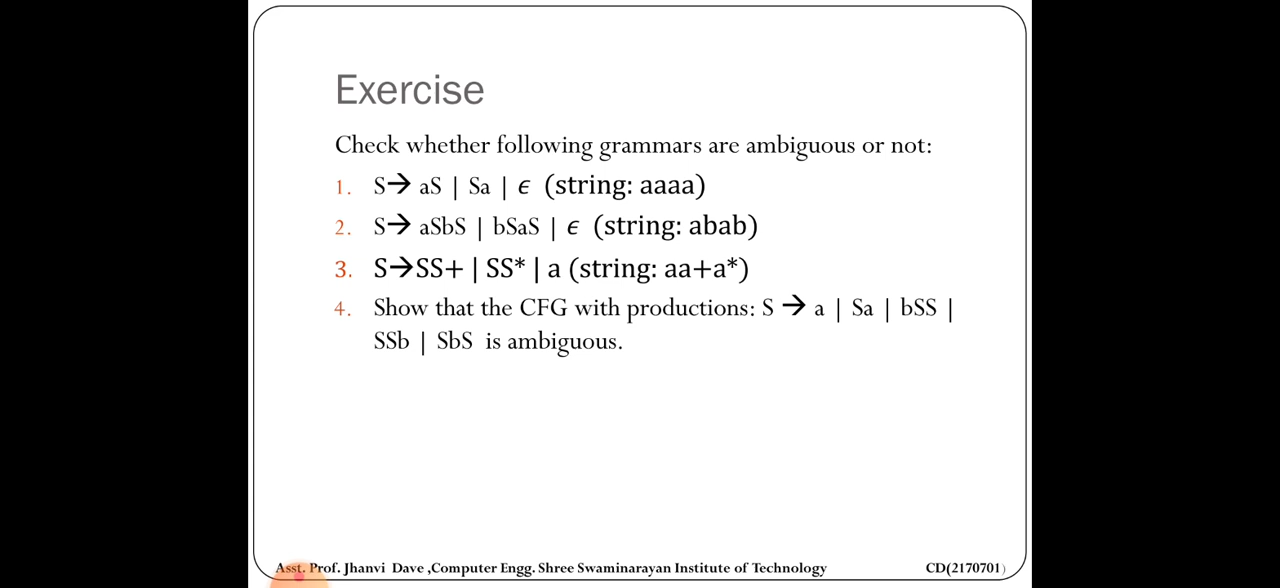 Exercise
Check whether following grammars are ambiguous or not:
1. S→ aS | Sa | ϵ (string: aaaa)
2. S→ aSbS | bSaS | ϵ (string: abab)
3. S→SS+ | SS* | a (string: aa+a*)
4. Show that the CFG with productions: S → a | Sa | bSS |
SSb | SbS is ambiguous.
Asst. Prof. Jhanvi Dave ,Computer Engg. Shree Swaminarayan Institute of Technology CD(2170701)